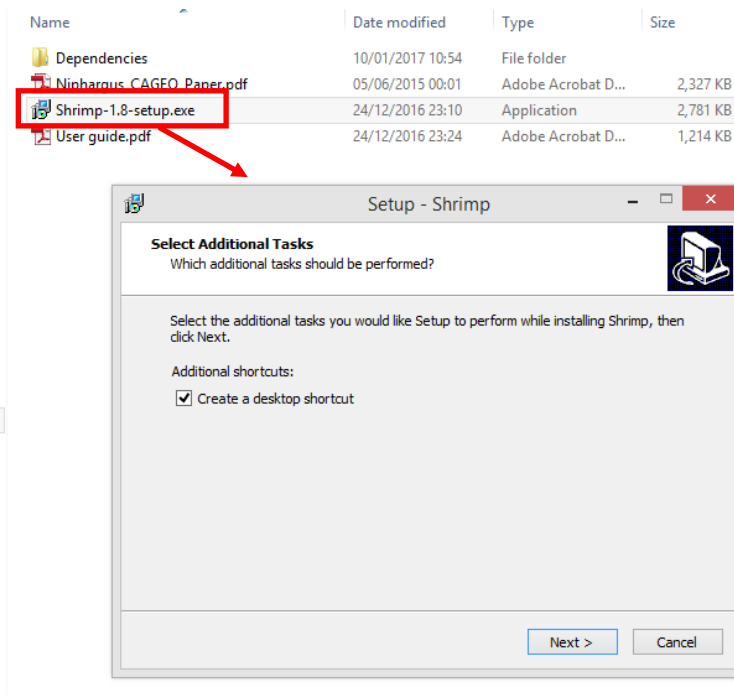 Name Date modified Type Size
Dependencies 10/01/2017 10:54 File folder
Niphargus_CAGEO_Paper.pdf 05/06/2015 00:01 Adobe Acrobat D... 2,327 KB
Shrimp-1.8-setup.exe 24/12/2016 23:10 Application 2,781 KB
User guide.pdf 24/12/2016 23:24 Adobe Acrobat D... 1,214 KB
Setup - Shrimp
Select Additional Tasks
Which additional tasks should be performed?
Select the additional tasks you would like Setup to perform while installing Shrimp, then
click Next.
Additional shortcuts:
Create a desktop shortcut
Next > Cancel